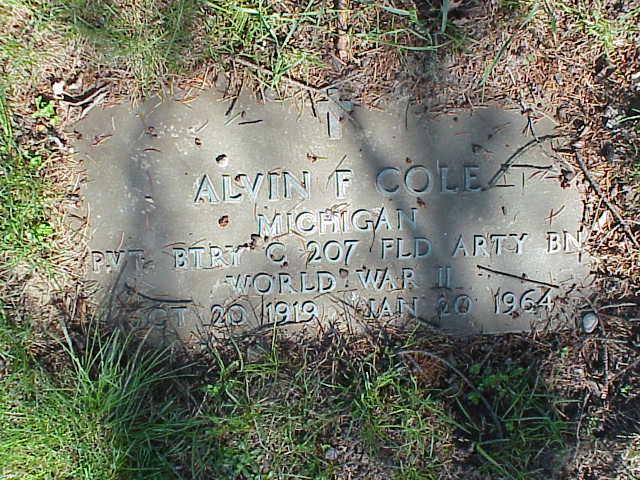 ALVIN F COLE
MICHIGAN
PVT BTRY C 207 FLD ARTY BN
WORLD WAR II
OCT 20 1919 JAN 20 1964